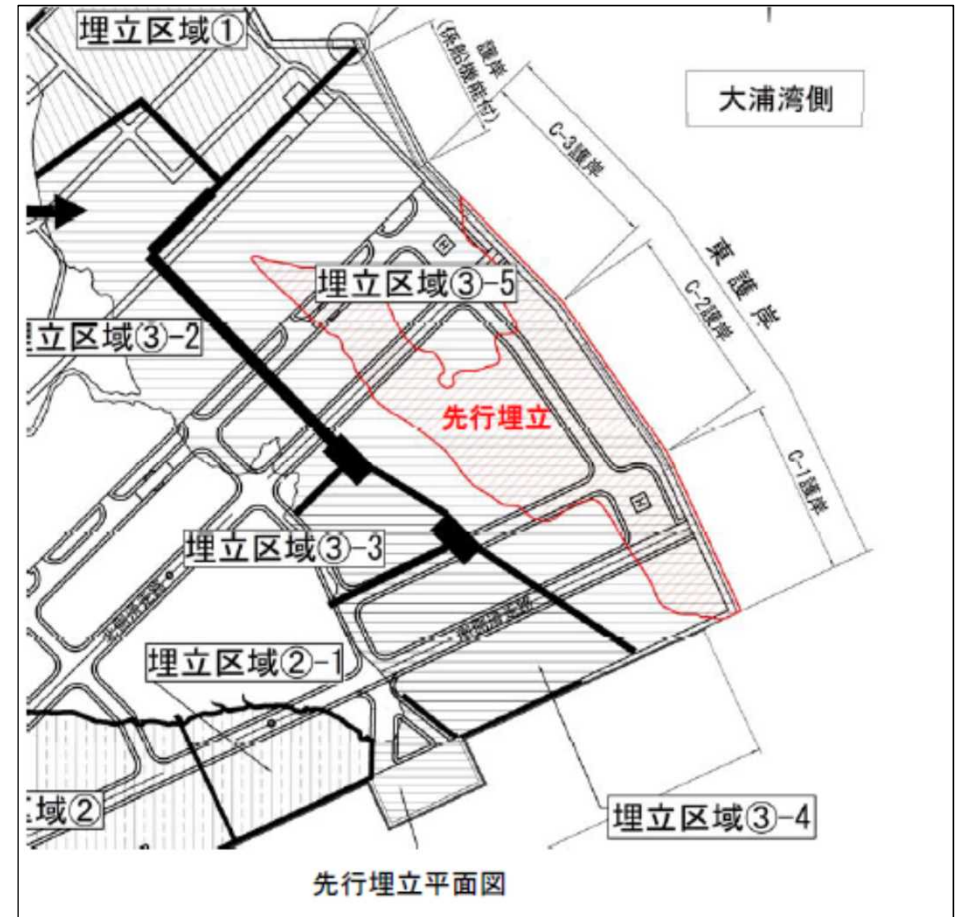 埋立区域①
護岸
(係船機能付)
大浦湾側
C-3護岸
東護岸
C-2護岸
埋立区域③-5
立区域③-2
先行埋立
C-1護岸
埋立区域③-3
埋立区域②-1
域②
埋立区域③-4
先行埋立平面図
H
H